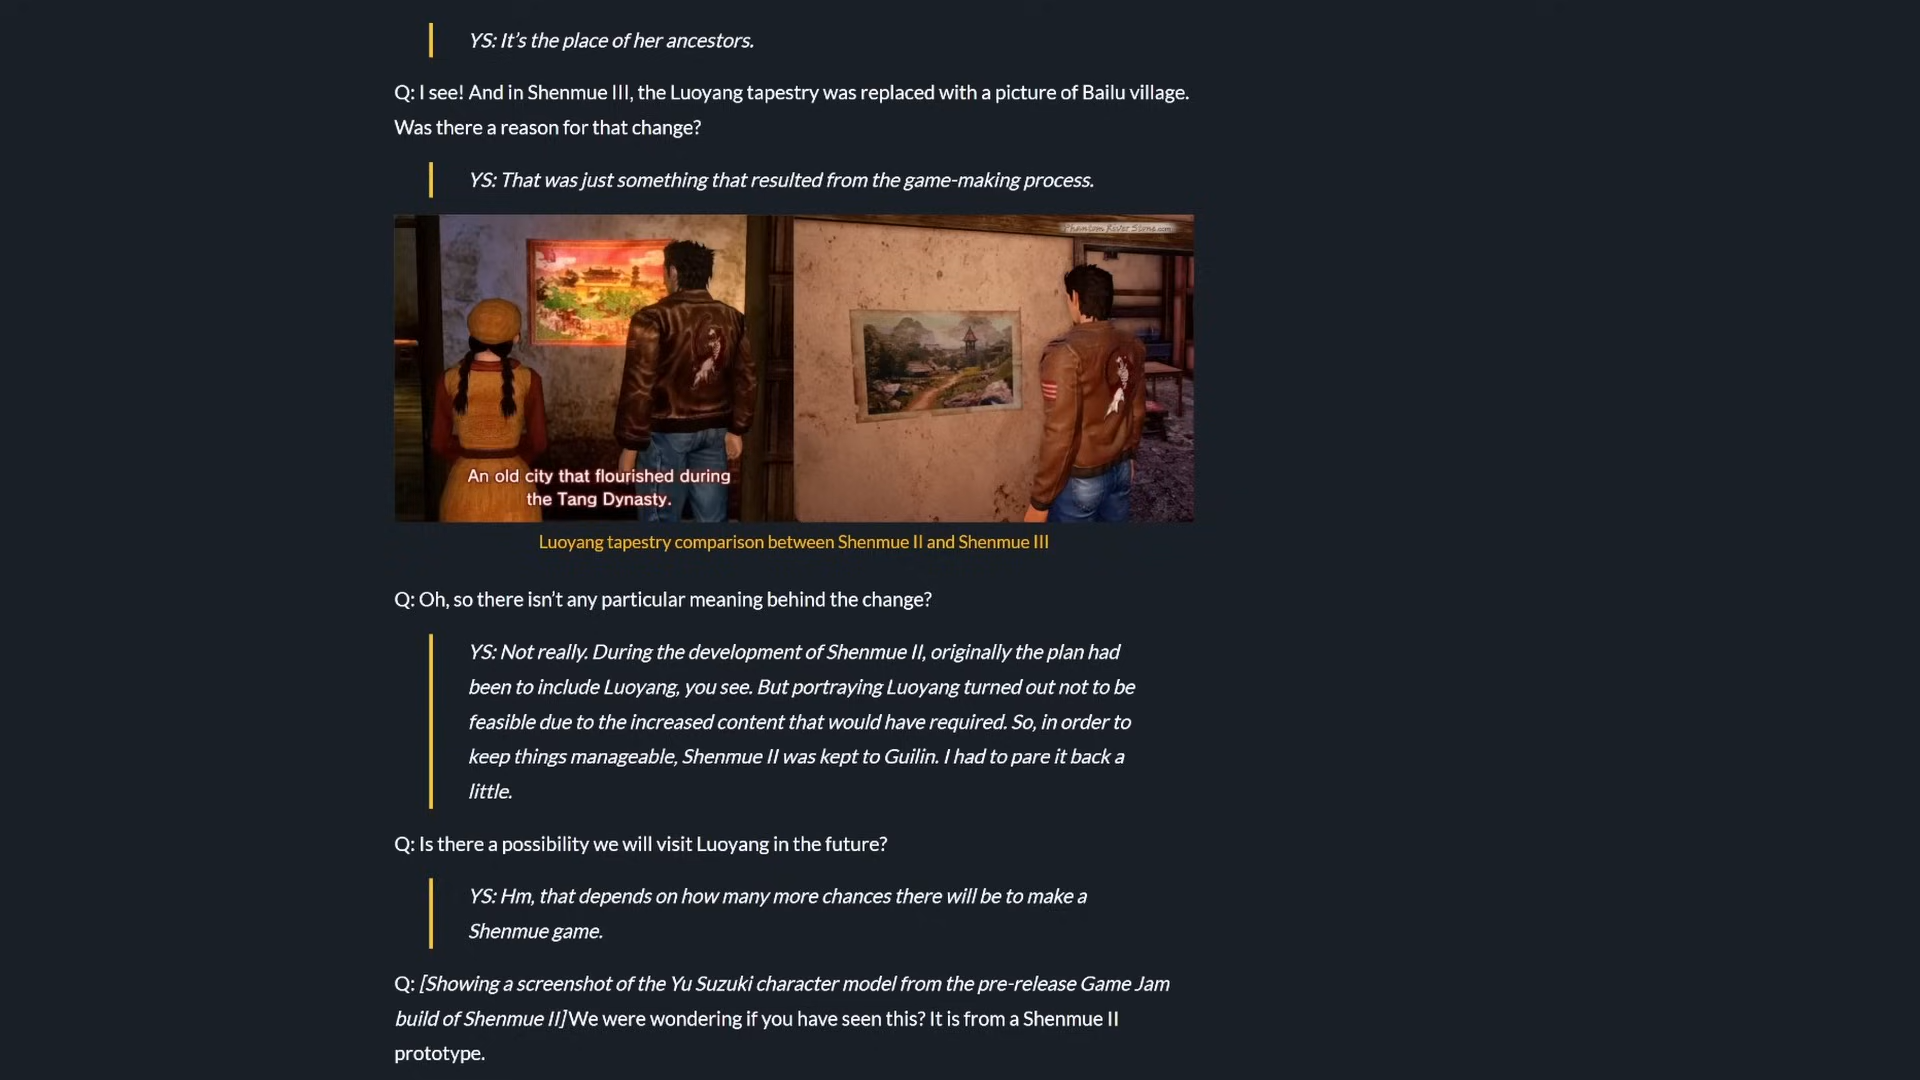 YS: It’s the place of her ancestors.
Q: I see! And in Shenmue III, the Luoyang tapestry was replaced with a picture of Bailu village.
Was there a reason for that change?
YS: That was just something that resulted from the game-making process.
Phantom River Stone.com
An old city that flourished during
the Tang Dynasty.
Luoyang tapestry comparison between Shenmue II and Shenmue III
Q: Oh, so there isn’t any particular meaning behind the change?
YS: Not really. During the development of Shenmue II, originally the plan had
been to include Luoyang, you see. But portraying Luoyang turned out not to be
feasible due to the increased content that would have required. So, in order to
keep things manageable, Shenmue II was kept to Guilin. I had to pare it back a
little.
Q: Is there a possibility we will visit Luoyang in the future?
YS: Hm, that depends on how many more chances there will be to make a
Shenmue game.
Q: [Showing a screenshot of the Yu Suzuki character model from the pre-release Game Jam
build of Shenmue II]We were wondering if you have seen this? It is from a Shenmue II
prototype.